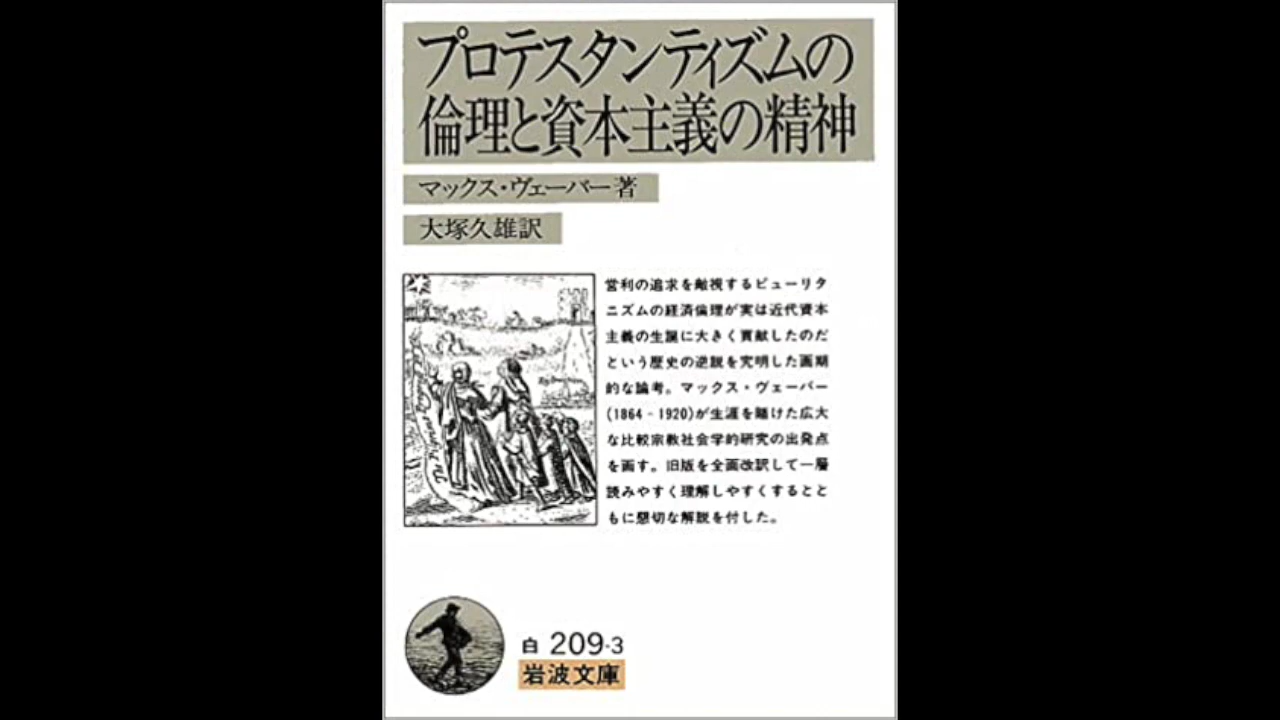 プロテスタンティズムの
倫理と資本主義の精神
マックス・ヴェーバー著
大塚久雄訳
営利の追求を敵視するピューリタ
ニズムの経済倫理が実は近代資本
主義の生誕に大きく貢献したのだ
という歴史の逆説を究明した画期
的な論考。マックス・ヴェーバー
(1864‐1920)が生涯を賭けた広大
な比較宗教社会学的研究の出発点
を画す。旧版を全面改訳して一層
読みやすく理解しやすくするとと
もに懇切な解説を付した。
白 209-3
岩波文庫